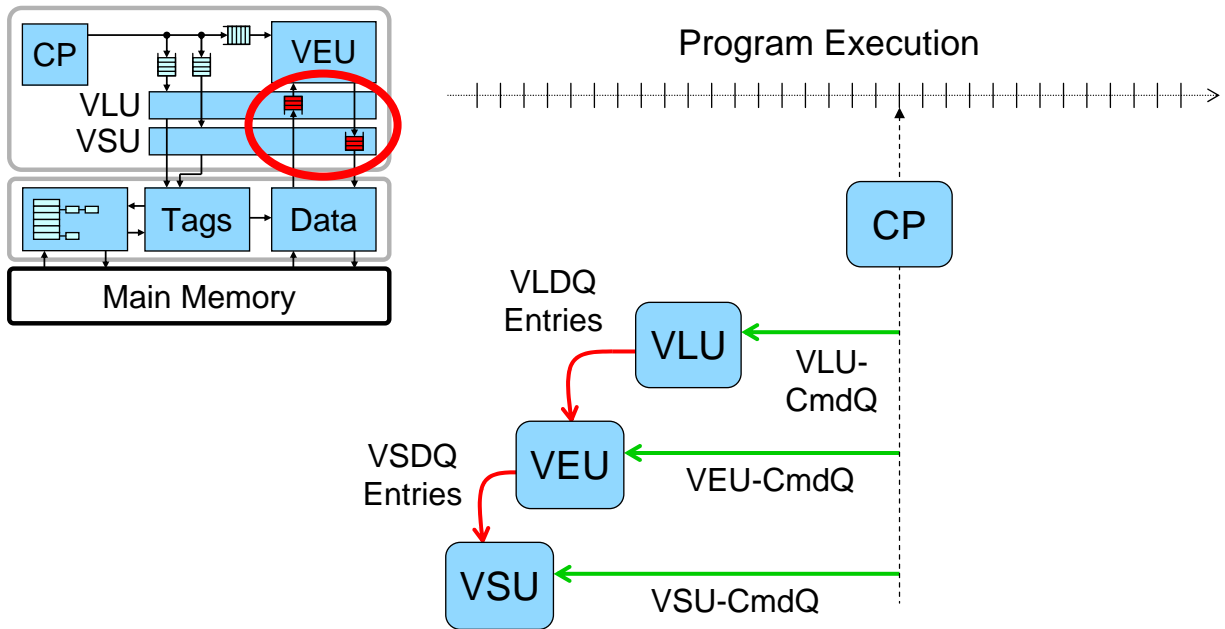 CP
VEU
VLU
VSU
Tags
Data
Main Memory
Program Execution
CP
VLDQ
Entries
VLU
VLU-
CmdQ
VSDQ
Entries
VEU
VEU-CmdQ
VSU
VSU-CmdQ